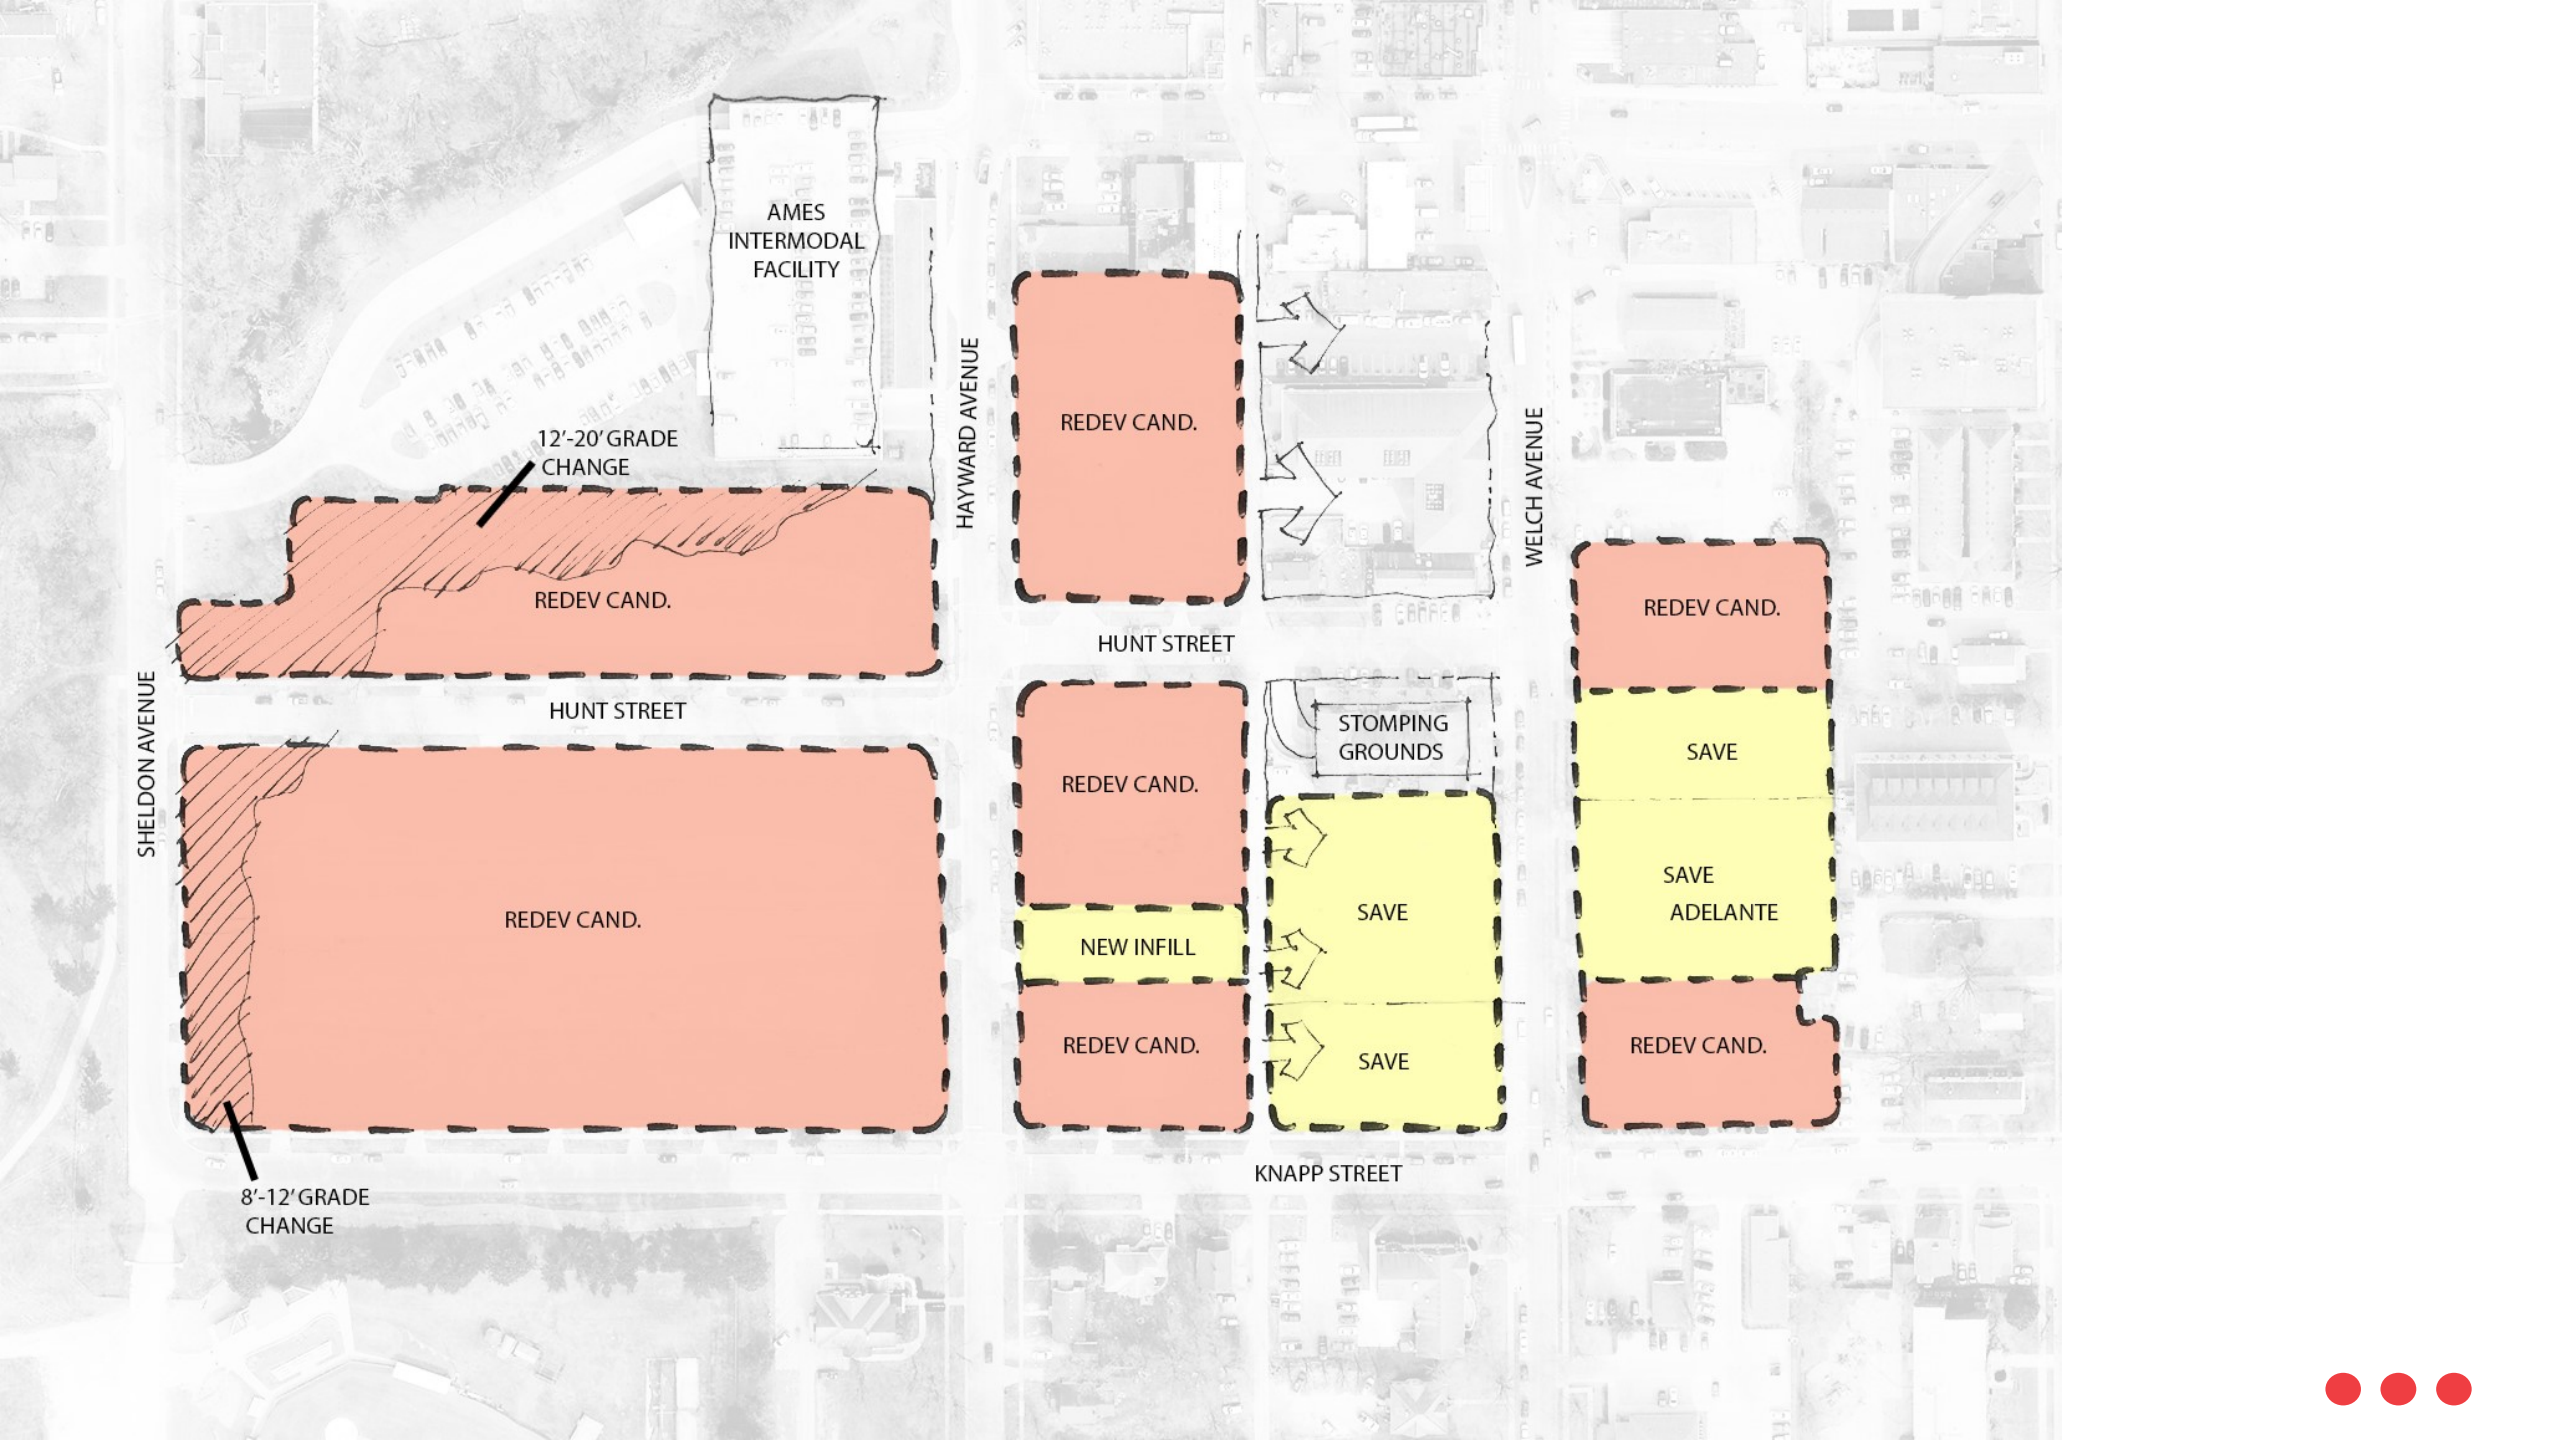 AMES
INTERMODAL
FACILITY
HAYWARD AVENUE
12'-20' GRADE
CHANGE
REDEV CAND.
WELCH AVENUE
REDEV CAND.
REDEV CAND.
HUNT STREET
SHELDON AVENUE
HUNT STREET
STOMPING
GROUNDS
SAVE
REDEV CAND.
SAVE
ADELANTE
SAVE
REDEV CAND.
NEW INFILL
REDEV CAND.
SAVE
REDEV CAND.
KNAPP STREET
8'-12' GRADE
CHANGE